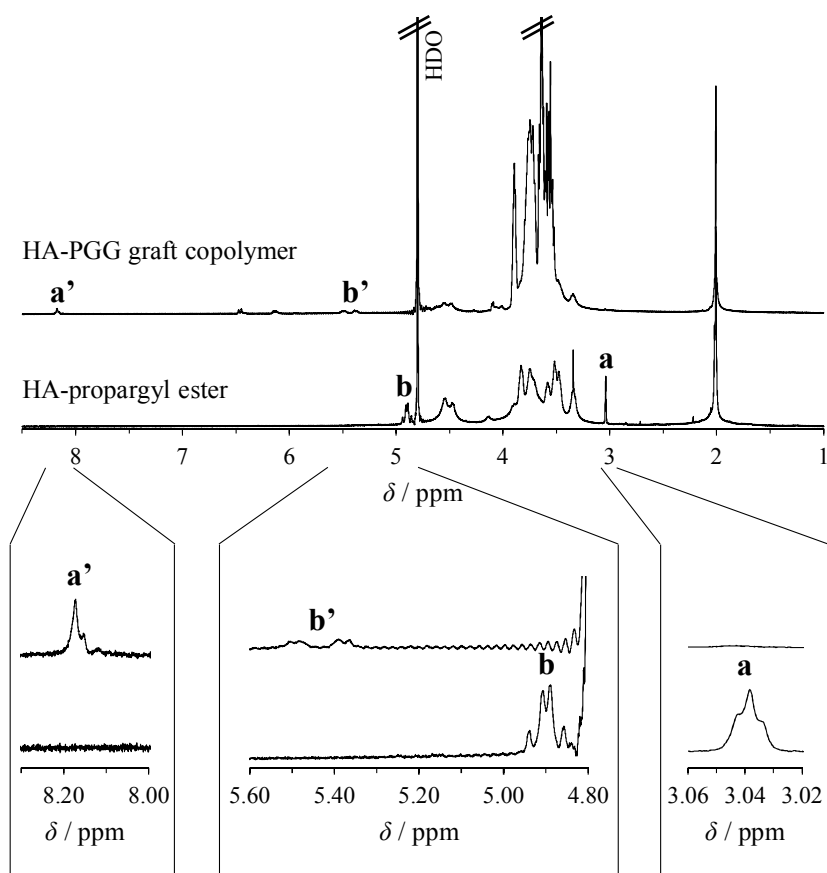 HDO
HA-PGG graft copolymer
a’
b’
HA-propargyl ester
b
a
8 7 6 5 4 3 2 1
δ / ppm
a’
b’
b
a
8.20 8.00
5.60 5.40 5.20 5.00 4.80
3.06 3.04 3.02
δ / ppm
δ / ppm
δ / ppm